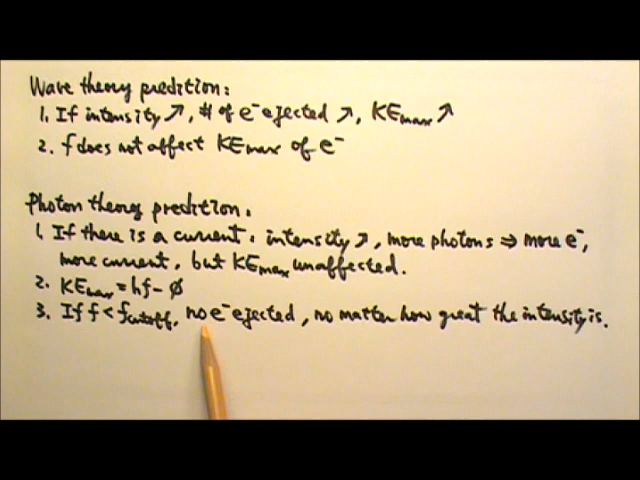 Wave theory predition:
1. If intensity ↗, # of e⁻ ejected ↗, KEmax ↗
2. f does not affect KEmax of e⁻
Photon theory predition:
1. If there is a current, intensity ↗, more photons ⇒ more e⁻,
more current, but KEmax unaffected.
2. KEmax = hf - ϕ
3. If f < fcutoff, no e⁻ ejected, no matter how great the intensity is.